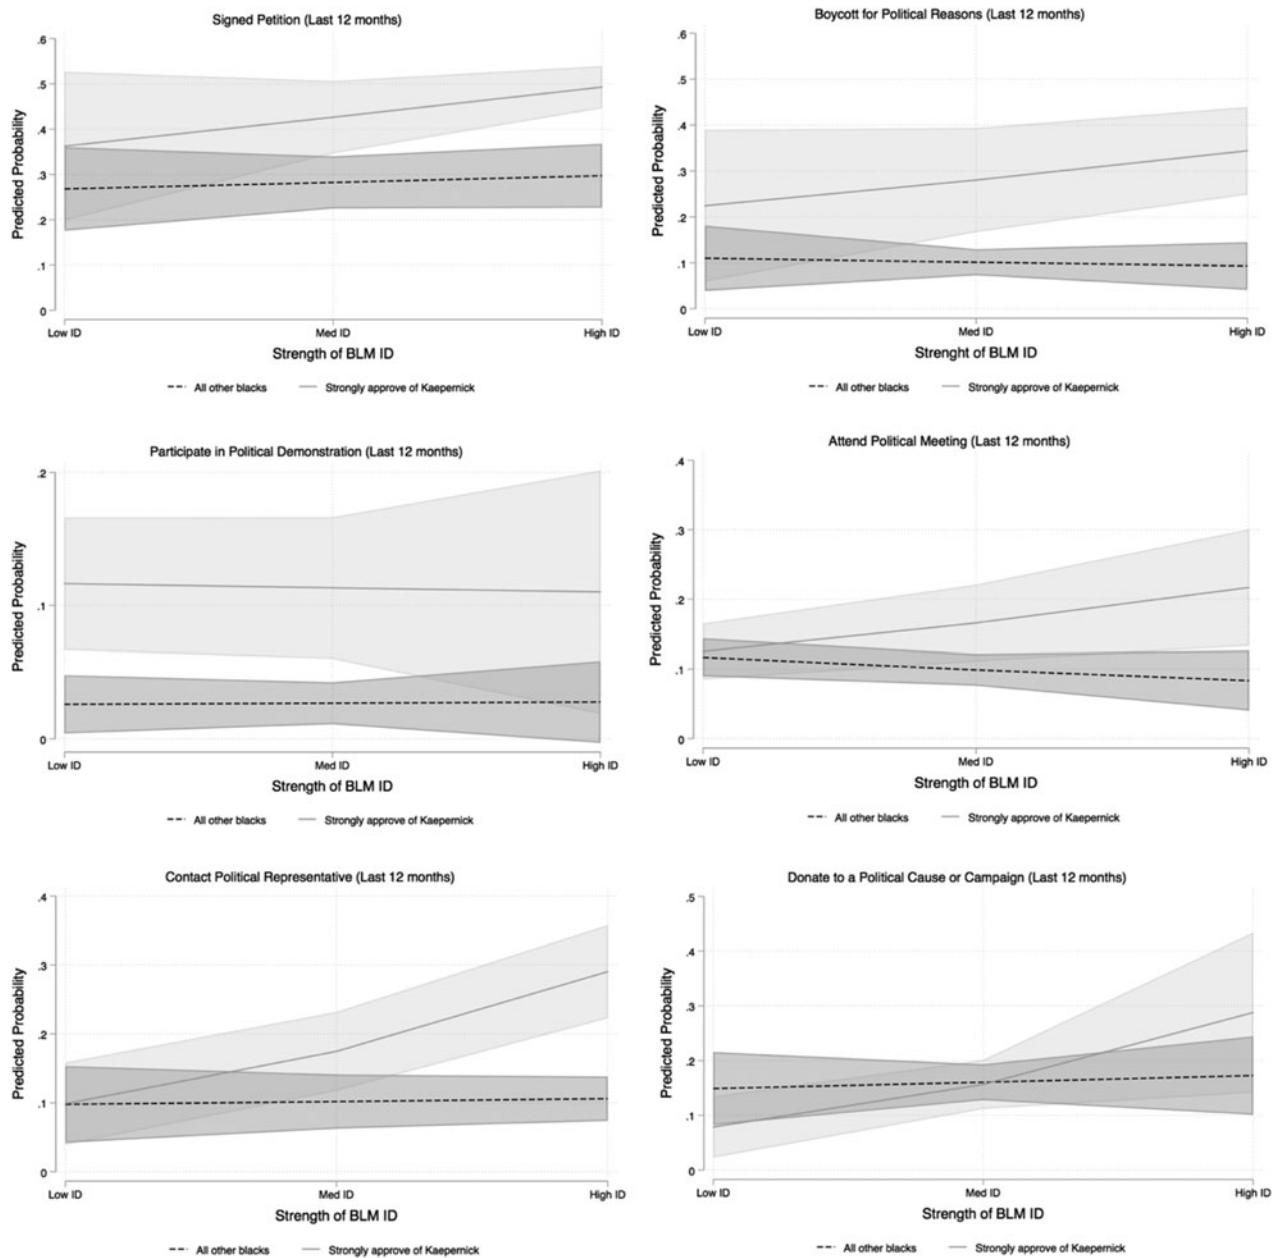 Signed Petition (Last 12 months)
.6
.5
.4
.3
.2
.1
0
Predicted Probability
Low ID Med ID High ID
Strength of BLM ID
All other blacks Strongly approve of Kaepernick
Boycott for Political Reasons (Last 12 months)
.6
.5
.4
.3
.2
.1
0
Predicted Probability
Low ID Med ID High ID
Strenght of BLM ID
All other blacks Strongly approve of Kaepernick
Participate in Political Demonstration (Last 12 months)
.2
.1
0
Predicted Probability
Low ID Med ID High ID
Strength of BLM ID
All other blacks Strongly approve of Kaepernick
Attend Political Meeting (Last 12 months)
.4
.3
.2
.1
0
Predicted Probability
Low ID Med ID High ID
Strength of BLM ID
All other blacks Strongly approve of Kaepernick
Contact Political Representative (Last 12 months)
.4
.3
.2
.1
0
Predicted Probability
Low ID Med ID High ID
Strength of BLM ID
All other blacks Strongly approve of Kaepernick
Donate to a Political Cause or Campaign (Last 12 months)
.5
.4
.3
.2
.1
0
Predicted Probability
Low ID Med ID High ID
Strength of BLM ID
All other blacks Strongly approve of Kaepernick